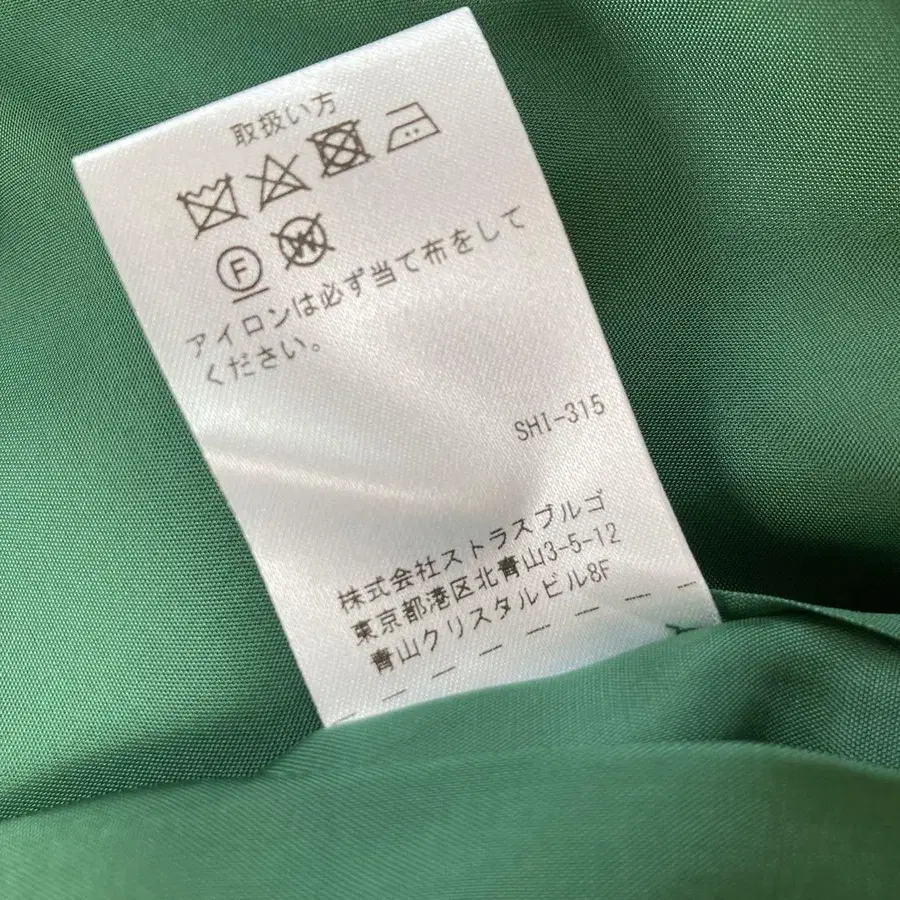 取扱い方
F W
アイロンは必ず当て布をして
ください。
SHI-315
株式会社ストラスブルゴ
東京都港区北青山3-5-12
青山クリスタルビル8F